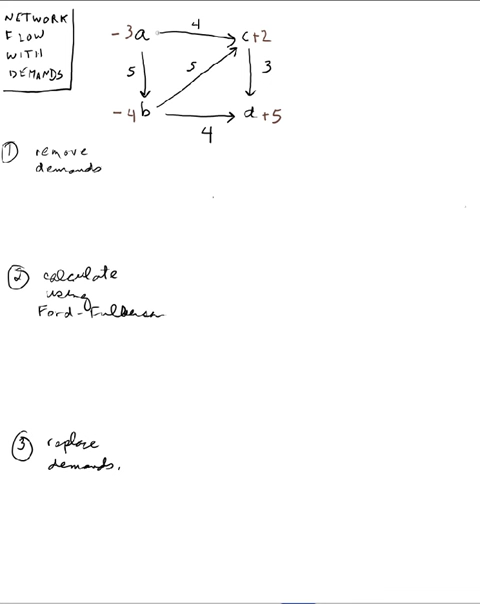 NETWORK
FLOW
WITH
DEMANDS
-3a 4 c+2
5 5 3
-4b 4 d+5
① remove
demands
② calculate
using
Ford-Fulkerson
③ replace
demands.